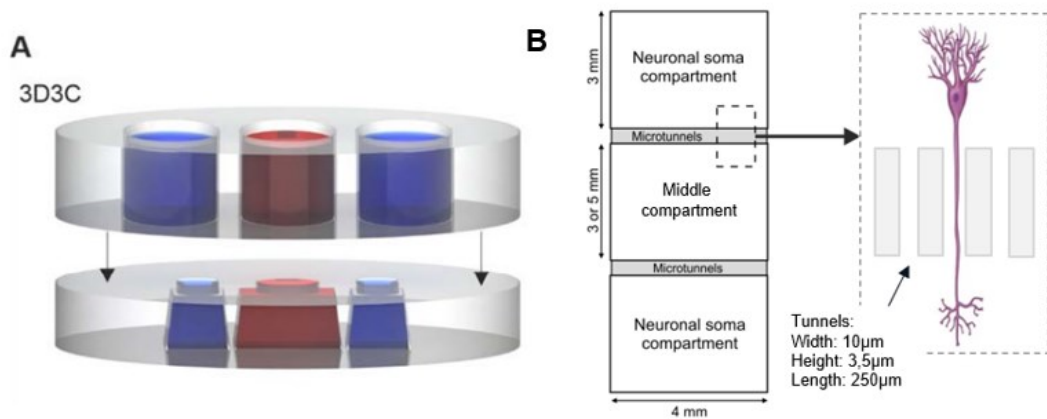 A
3D3C
B
3 mm
Neuronal soma
compartment
Microtunnels
3 or 5 mm
Middle
compartment
Microtunnels
Neuronal soma
compartment
4 mm
Tunnels:
Width: 10µm
Height: 3,5µm
Length: 250µm